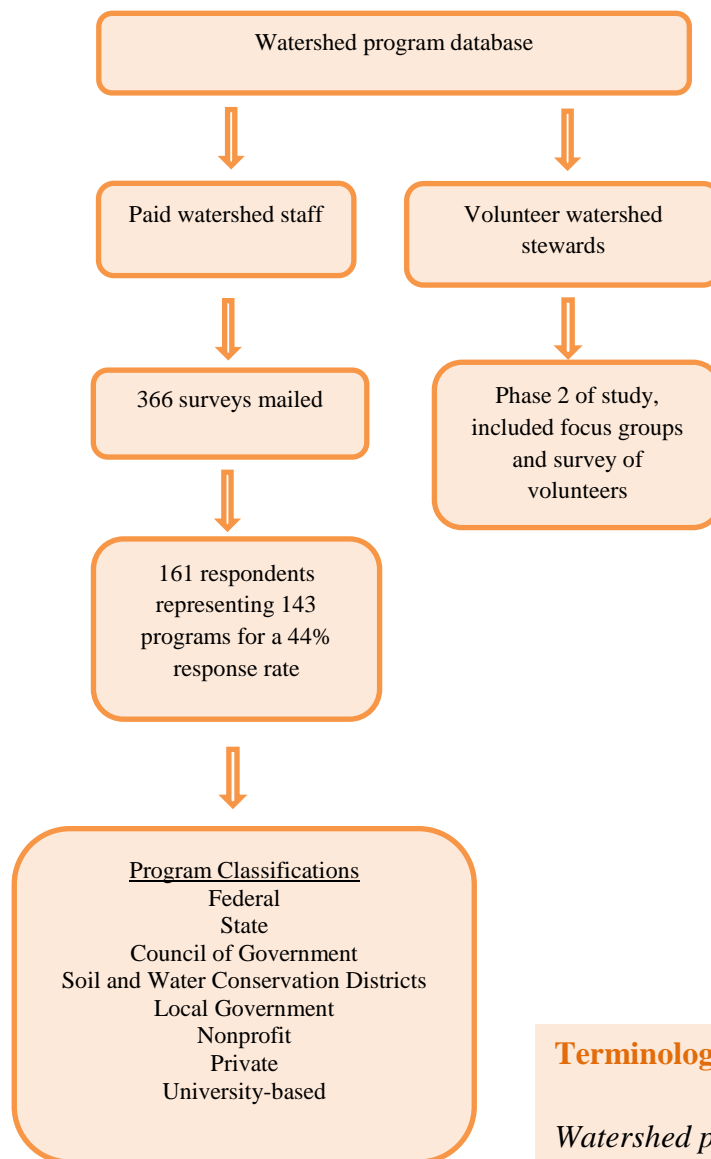 Watershed program database
Paid watershed staff
Volunteer watershed
stewards
366 surveys mailed
Phase 2 of study,
included focus groups
and survey of
volunteers
161 respondents
representing 143
programs for a 44%
response rate
Program Classifications
Federal
State
Council of Government
Soil and Water Conservation Districts
Local Government
Nonprofit
Private
University-based
Terminolog
Watershed p